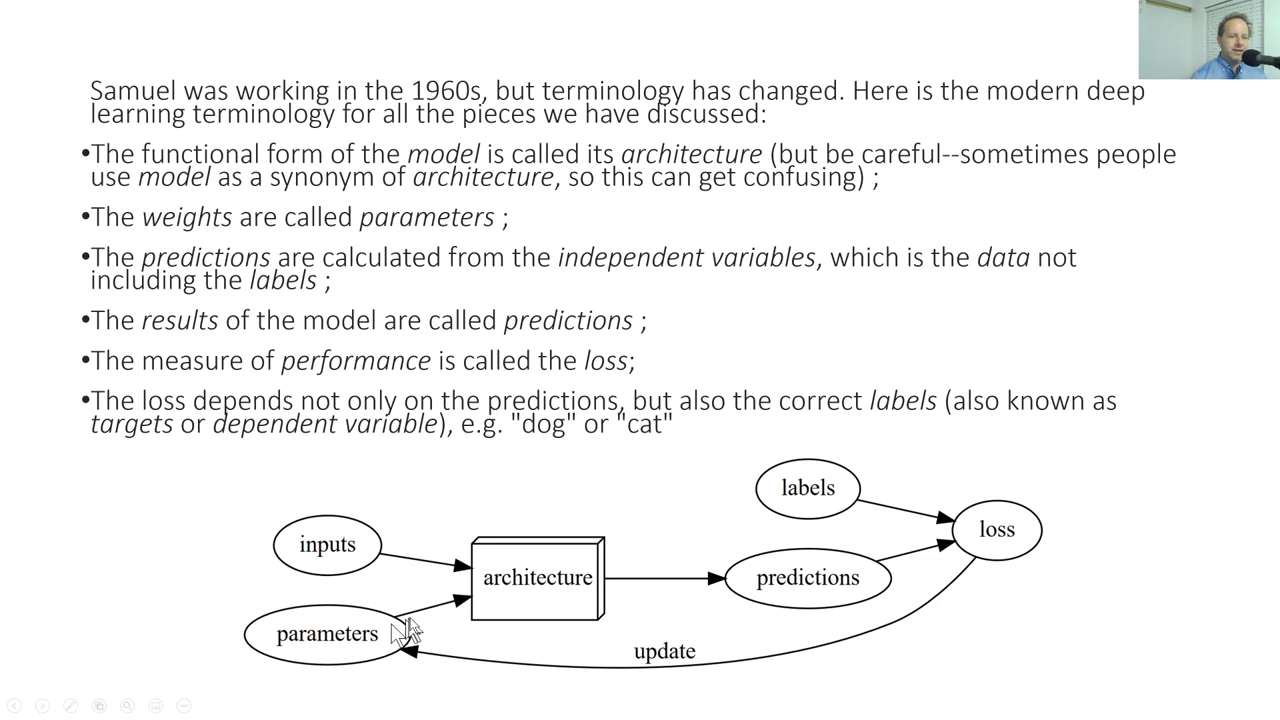 Samuel was working in the 1960s, but terminology has changed. Here is the modern deep
learning terminology for all the pieces we have discussed:
•The functional form of the model is called its architecture (but be careful--sometimes people
use model as a synonym of architecture, so this can get confusing) ;
•The weights are called parameters ;
•The predictions are calculated from the independent variables, which is the data not
including the labels ;
•The results of the model are called predictions ;
•The measure of performance is called the loss;
•The loss depends not only on the predictions, but also the correct labels (also known as
targets or dependent variable), e.g. "dog" or "cat"
labels
loss
inputs
architecture
predictions
parameters
update